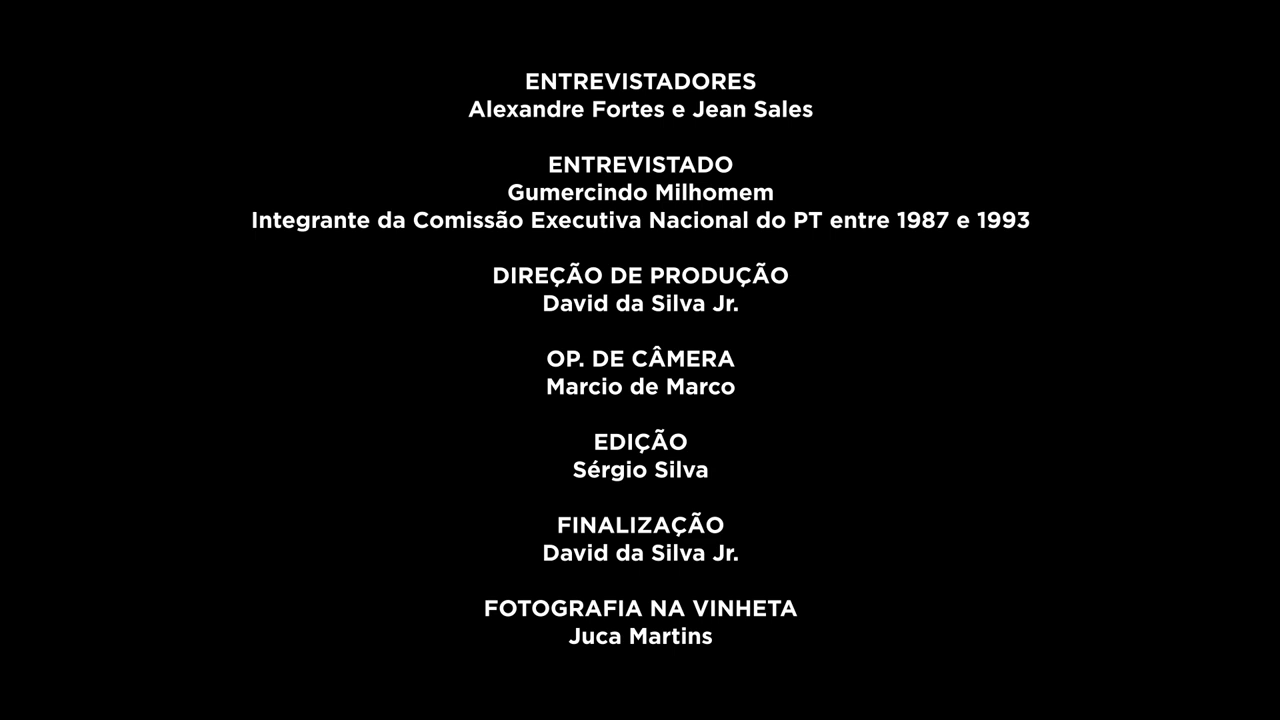 ENTREVISTADORES
Alexandre Fortes e Jean Sales
ENTREVISTADO
Gumercindo Milhomem
Integrante da Comissão Executiva Nacional do PT entre 1987 e 1993
DIREÇÃO DE PRODUÇÃO
David da Silva Jr.
OP. DE CÂMERA
Marcio de Marco
EDIÇÃO
Sérgio Silva
FINALIZAÇÃO
David da Silva Jr.
FOTOGRAFIA NA VINHETA
Juca Martins